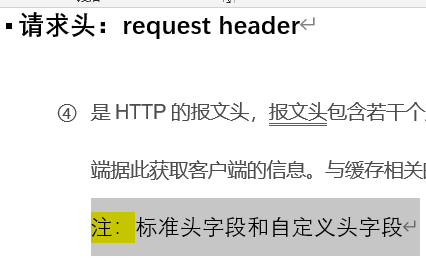 ▪请求头：request header↵
④ 是 HTTP 的报文头，报文头包含若干个
端据此获取客户端的信息。与缓存相关
注：标准头字段和自定义头字段↵